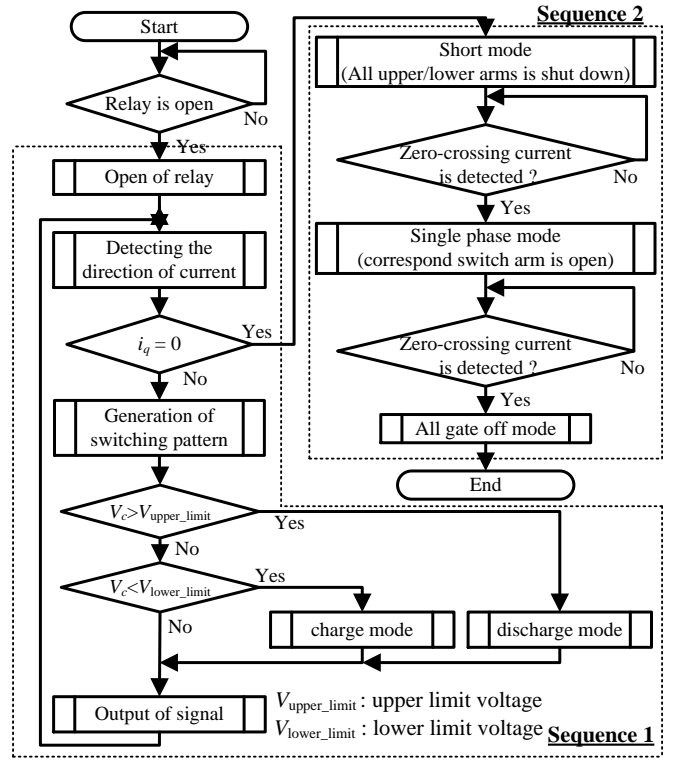 Start
Relay is open
No
Yes
Open of relay
Detecting the
direction of current
i_q = 0
Yes
No
Generation of
switching pattern
V_c>V_upper_limit
Yes
No
V_c<V_lower_limit
Yes
No
charge mode
discharge mode
Output of signal
V_upper_limit : upper limit voltage
V_lower_limit : lower limit voltage
Sequence 1
Sequence 2
Short mode
(All upper/lower arms is shut down)
Zero-crossing current
is detected ?
No
Yes
Single phase mode
(correspond switch arm is open)
Zero-crossing current
is detected ?
No
Yes
All gate off mode
End